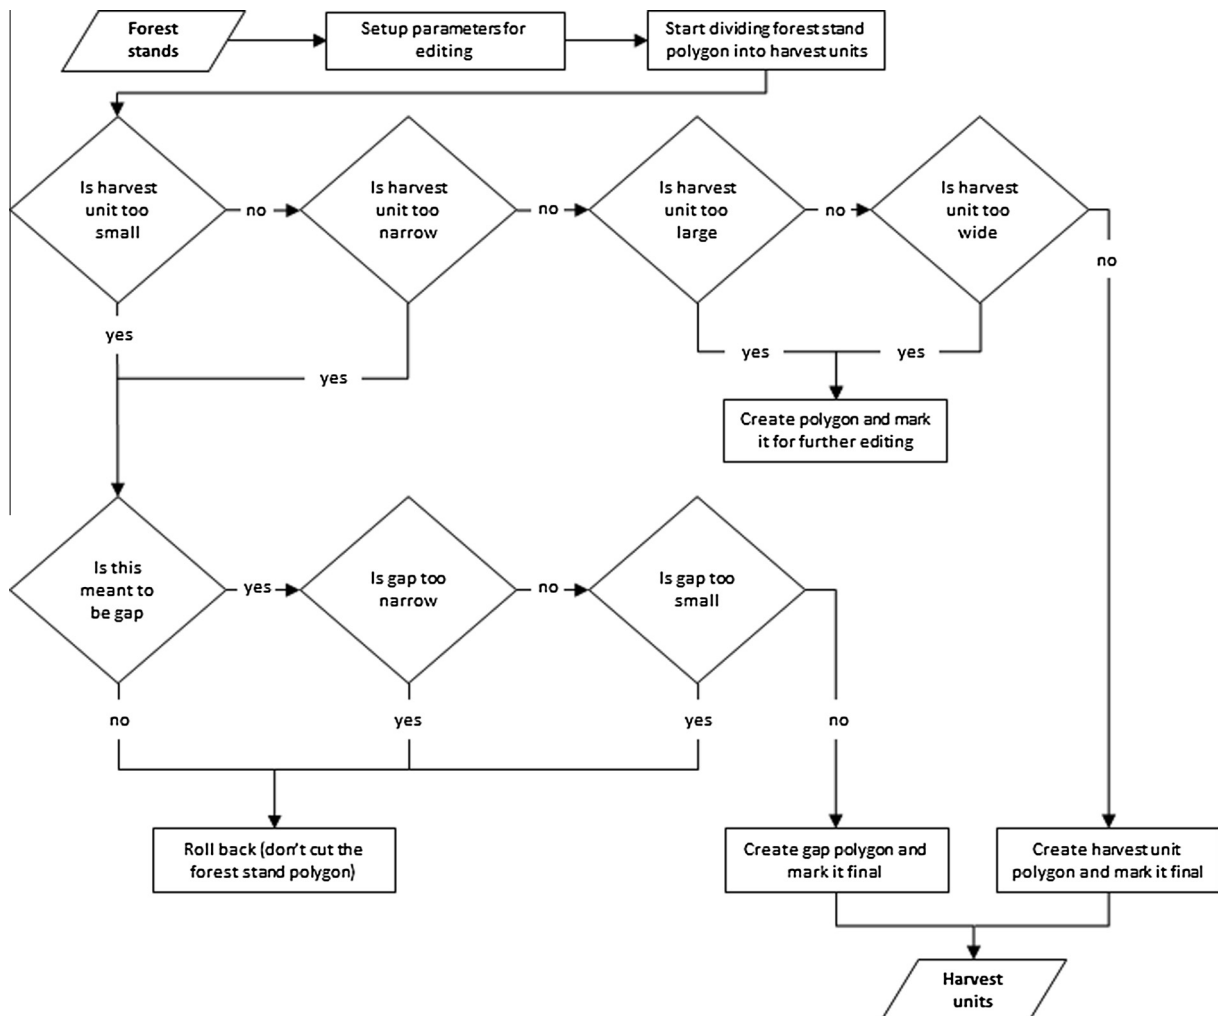 Forest
stands
Setup parameters for
editing
Start dividing forest stand
polygon into harvest units
Is harvest
unit too
small
no
Is harvest
unit too
narrow
no
Is harvest
unit too
large
no
Is harvest
unit too
wide
no
yes
yes
yes
yes
Create polygon and mark
it for further editing
Is this
meant to
be gap
yes
Is gap too
narrow
no
Is gap too
small
no
yes
yes
no
Roll back (don't cut the
forest stand polygon)
Create gap polygon and
mark it final
Create harvest unit
polygon and mark it final
Harvest
units